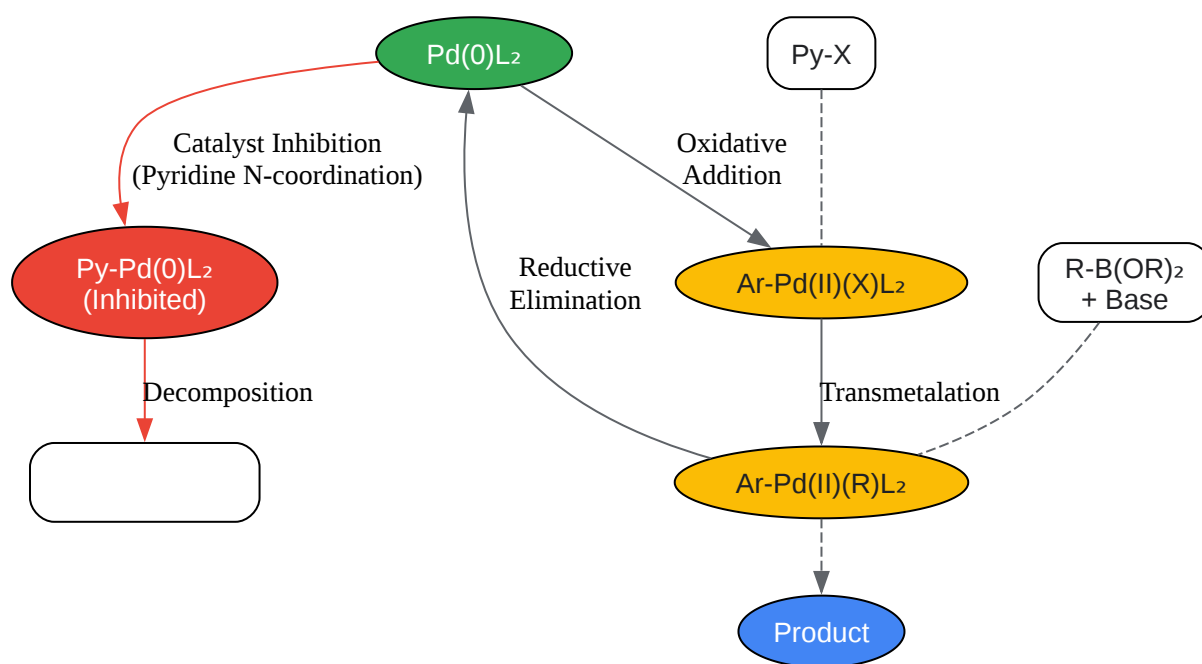 Pd(0)L₂
Py-X
Catalyst Inhibition
(Pyridine N-coordination)
Oxidative
Addition
Py-Pd(0)L₂
(Inhibited)
Reductive
Elimination
Ar-Pd(II)(X)L₂
R-B(OR)₂
+ Base
Decomposition
Transmetalation
Ar-Pd(II)(R)L₂
Product